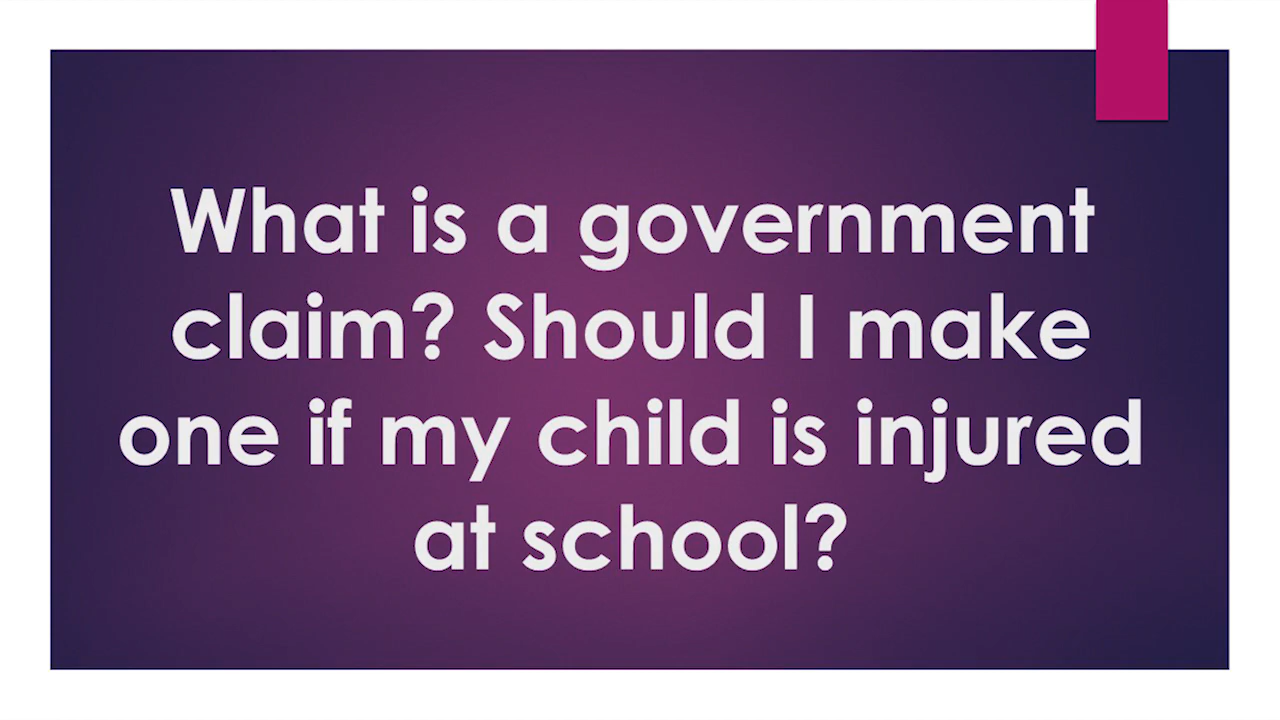 What is a government
claim? Should I make
one if my child is injured
at school?